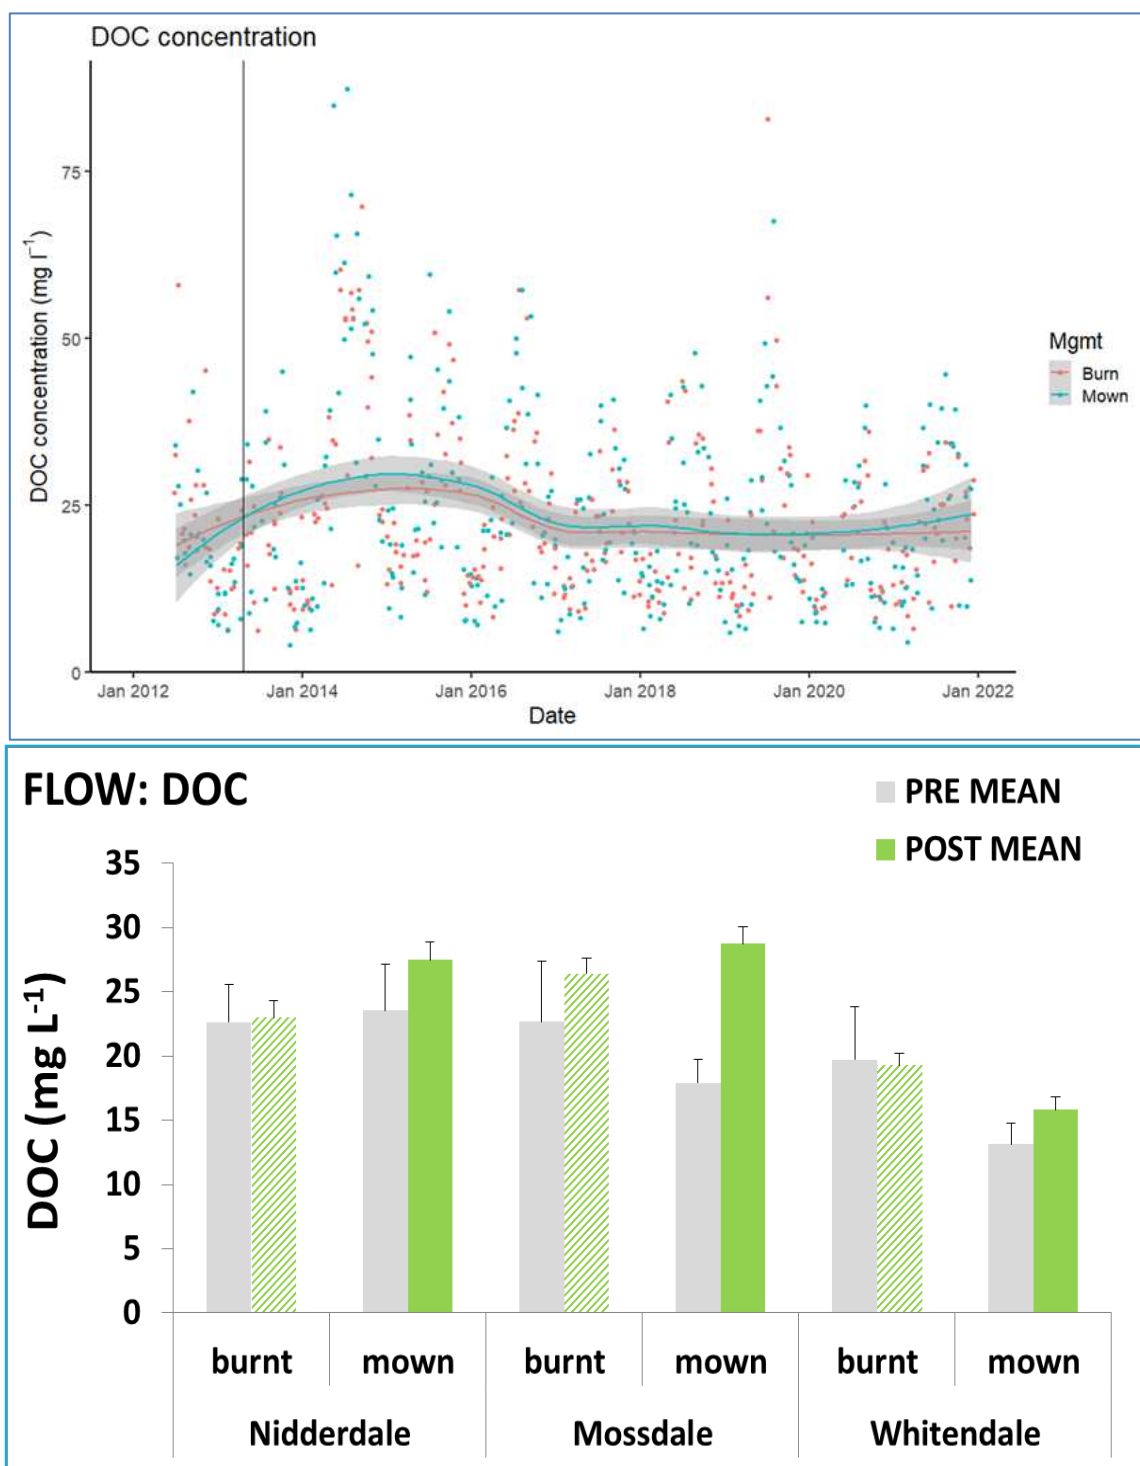 DOC concentration
75
50
25
0
DOC concentration (mg l⁻¹)
Jan 2012 Jan 2014 Jan 2016 Jan 2018 Jan 2020 Jan 2022
Date
Mgmt
Burn
Mown
FLOW: DOC
PRE MEAN
POST MEAN
35
30
25
20
15
10
5
0
DOC (mg L⁻¹)
burnt mown burnt mown burnt mown
Nidderdale Mossdale Whitendale